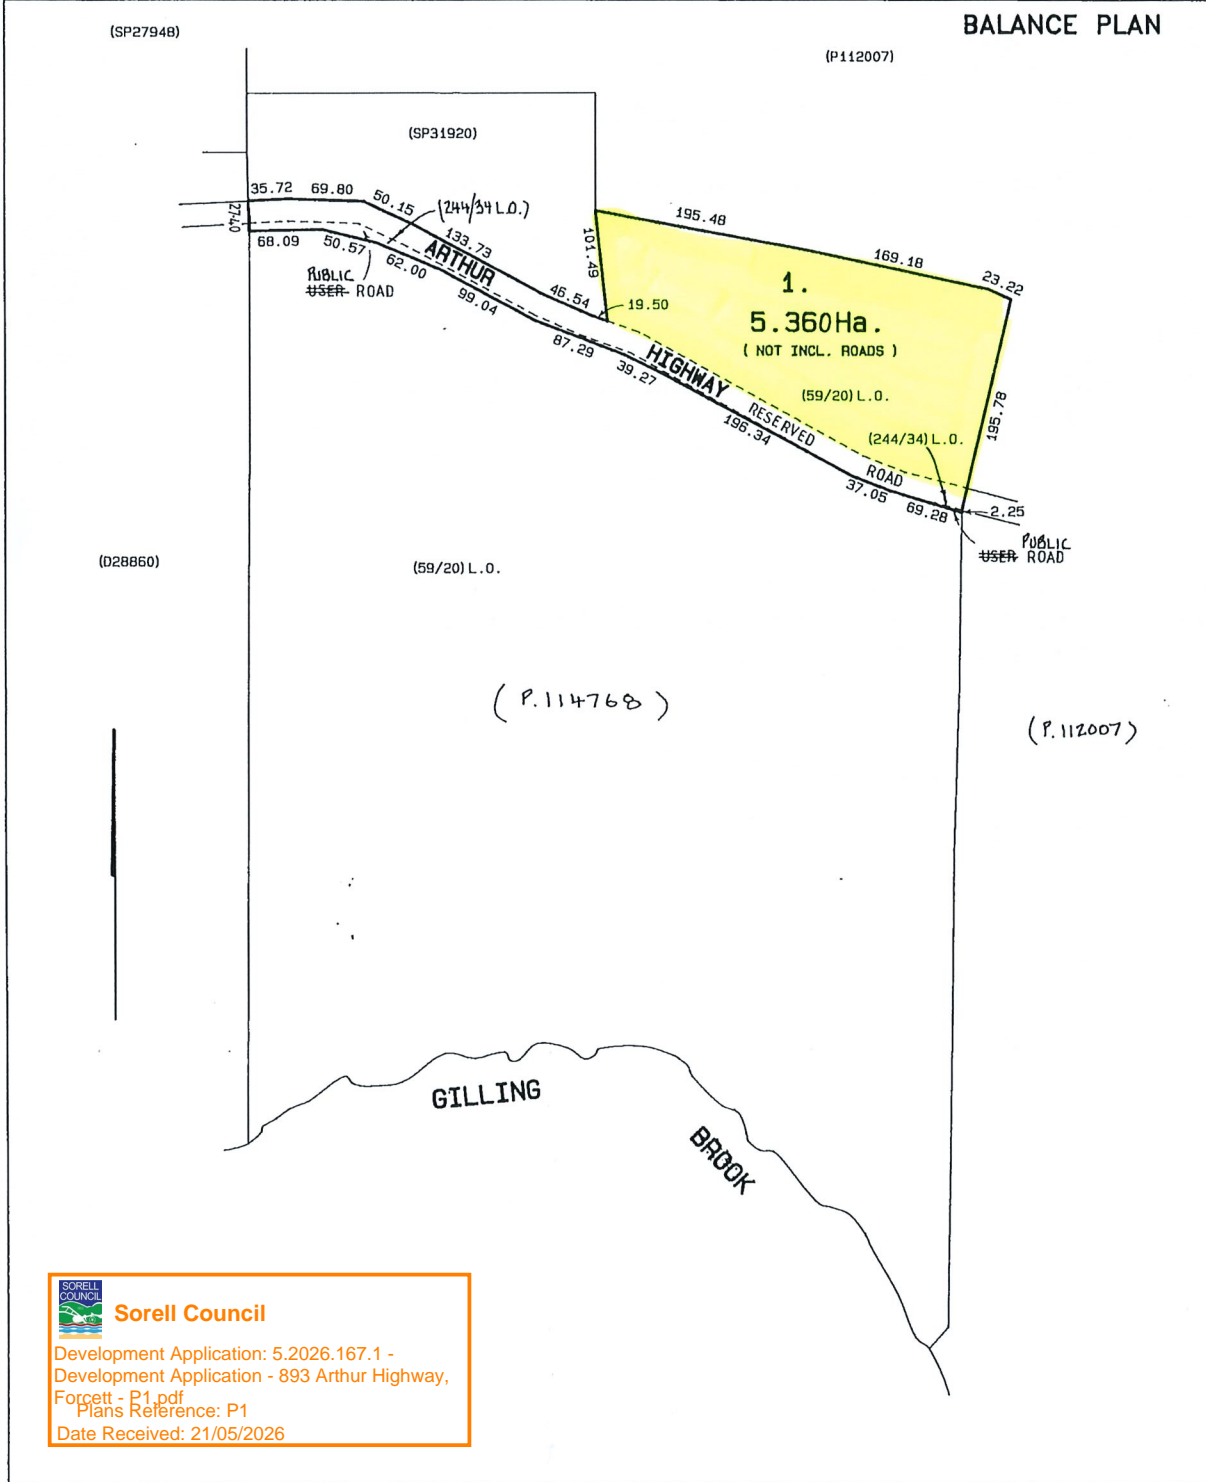 BALANCE PLAN
(SP27948)
(P112007)
(SP31920)
35.72
69.80
50.15
(244/34 L.O.)
133.73
27.40
68.09
50.57
62.00
ARTHUR
99.04
PUBLIC
USER ROAD
46.54
19.50
101.49
195.48
169.18
23.22
1.
5.360Ha.
( NOT INCL. ROADS )
(59/20) L.O.
87.29
39.27
HIGHWAY
196.34
RESERVED
ROAD
(244/34) L.O.
195.78
37.05
69.28
2.25
PUBLIC
USER ROAD
(D28860)
(59/20) L.O.
(P.114768)
(P.112007)
GILLING
BROOK
SORELL
COUNCIL
Sorell Council
Development Application: 5.2026.167.1 -
Development Application - 893 Arthur Highway,
Forcett - P1.pdf
Plans Reference: P1
Date Received: 21/05/2026